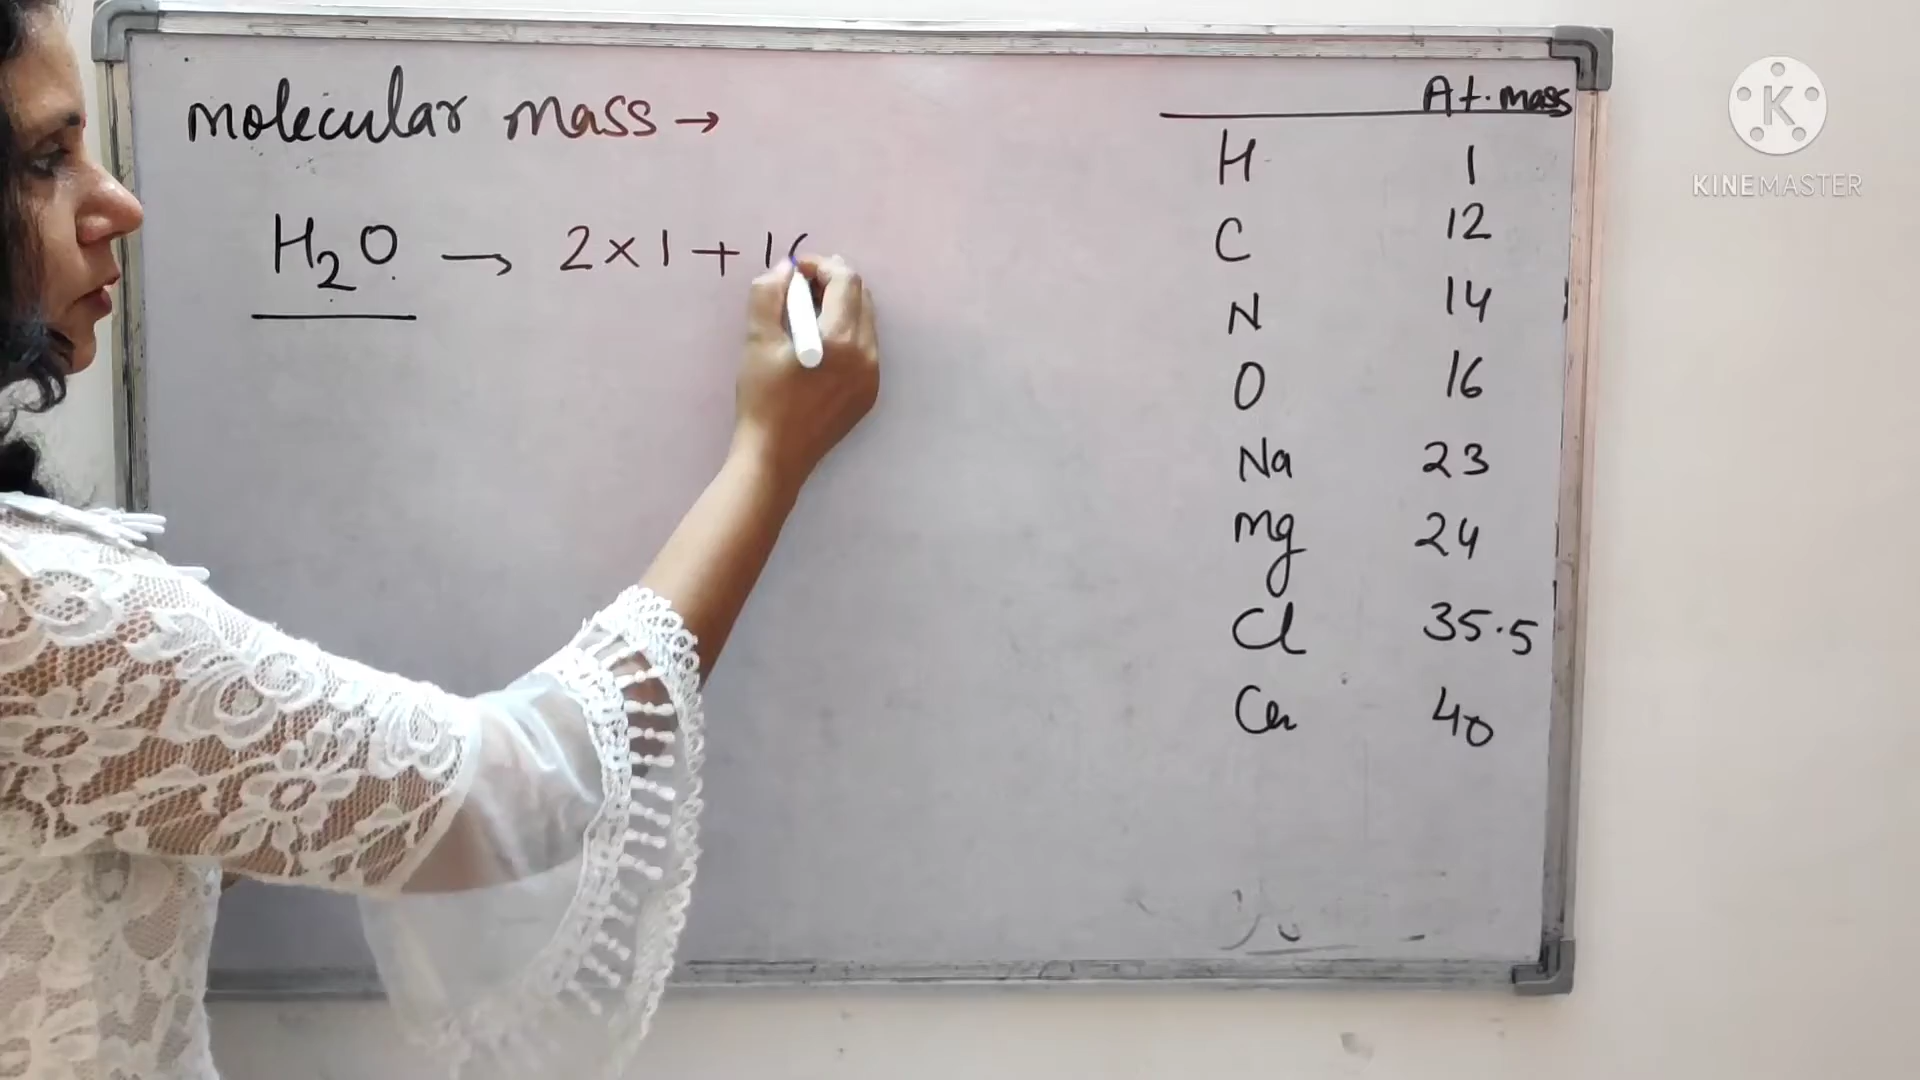 molecular mass →
H2O → 2 × 1 + 16
At. mass
H 1
C 12
N 14
O 16
Na 23
Mg 24
Cl 35.5
Ca 40
KINEMASTER